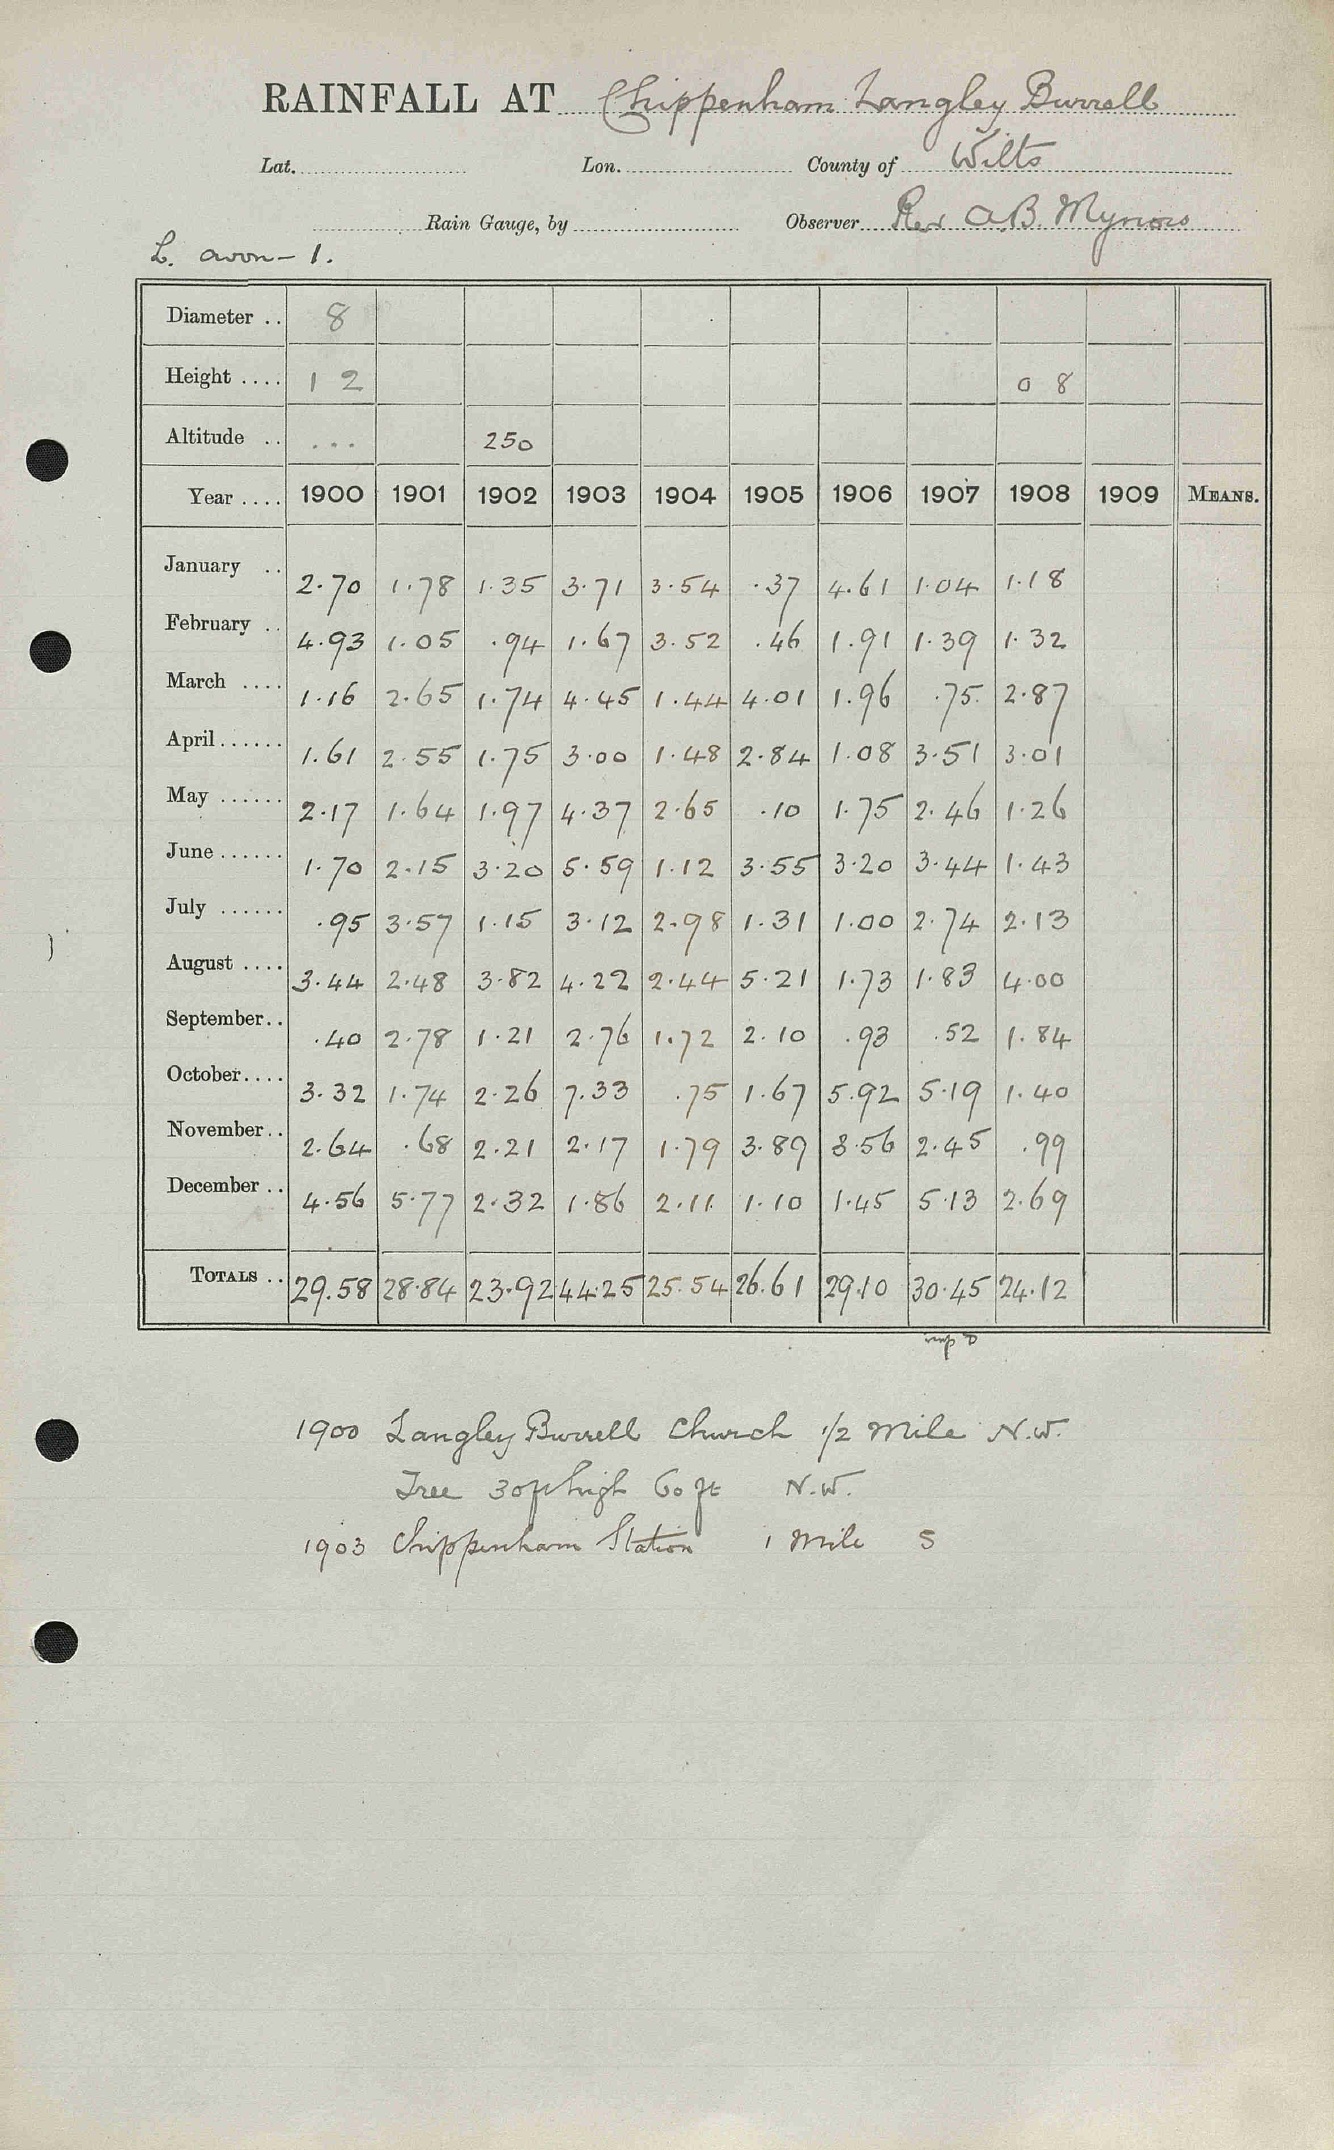 RAINFALL AT Chippenham Langley Burrell
Lat. Lon. County of Wilts
Rain Gauge, by Observer Rev A.B. Mynors
L. Avon - 1.
Diameter .. 8
Height .... 1 2 0 8
Altitude .. ... 250
Year .... 1900 1901 1902 1903 1904 1905 1906 1907 1908 1909 MEANS.
January .. 2.70 1.78 1.35 3.71 3.54 .37 4.61 1.04 1.18
February .. 4.93 1.05 .94 1.67 3.52 .46 1.91 1.39 1.32
March .... 1.16 2.65 1.74 4.45 1.44 4.01 1.96 .75 2.87
April ...... 1.61 2.55 1.75 3.00 1.48 2.84 1.08 3.51 3.01
May ...... 2.17 1.64 1.97 4.37 2.65 .10 1.75 2.46 1.26
June ...... 1.70 2.15 3.20 5.59 1.12 3.55 3.20 3.44 1.43
July ...... .95 3.57 1.15 3.12 2.98 1.31 1.00 2.74 2.13
August .... 3.44 2.48 3.82 4.22 2.44 5.21 1.73 1.83 4.00
September.. .40 2.78 1.21 2.76 1.72 2.10 .93 .52 1.84
October.... 3.32 1.74 2.26 7.33 .75 1.67 5.92 5.19 1.40
November.. 2.64 .68 2.21 2.17 1.79 3.89 3.56 2.45 .99
December .. 4.56 5.77 2.32 1.86 2.11 1.10 1.45 5.13 2.69
TOTALS .. 29.58 28.84 23.92 44.25 25.54 26.61 29.10 30.45 24.12
1900 Langley Burrell Church 1/2 Mile N.W.
Tree 30ft high 60 ft N.W.
1903 Chippenham Station 1 Mile S